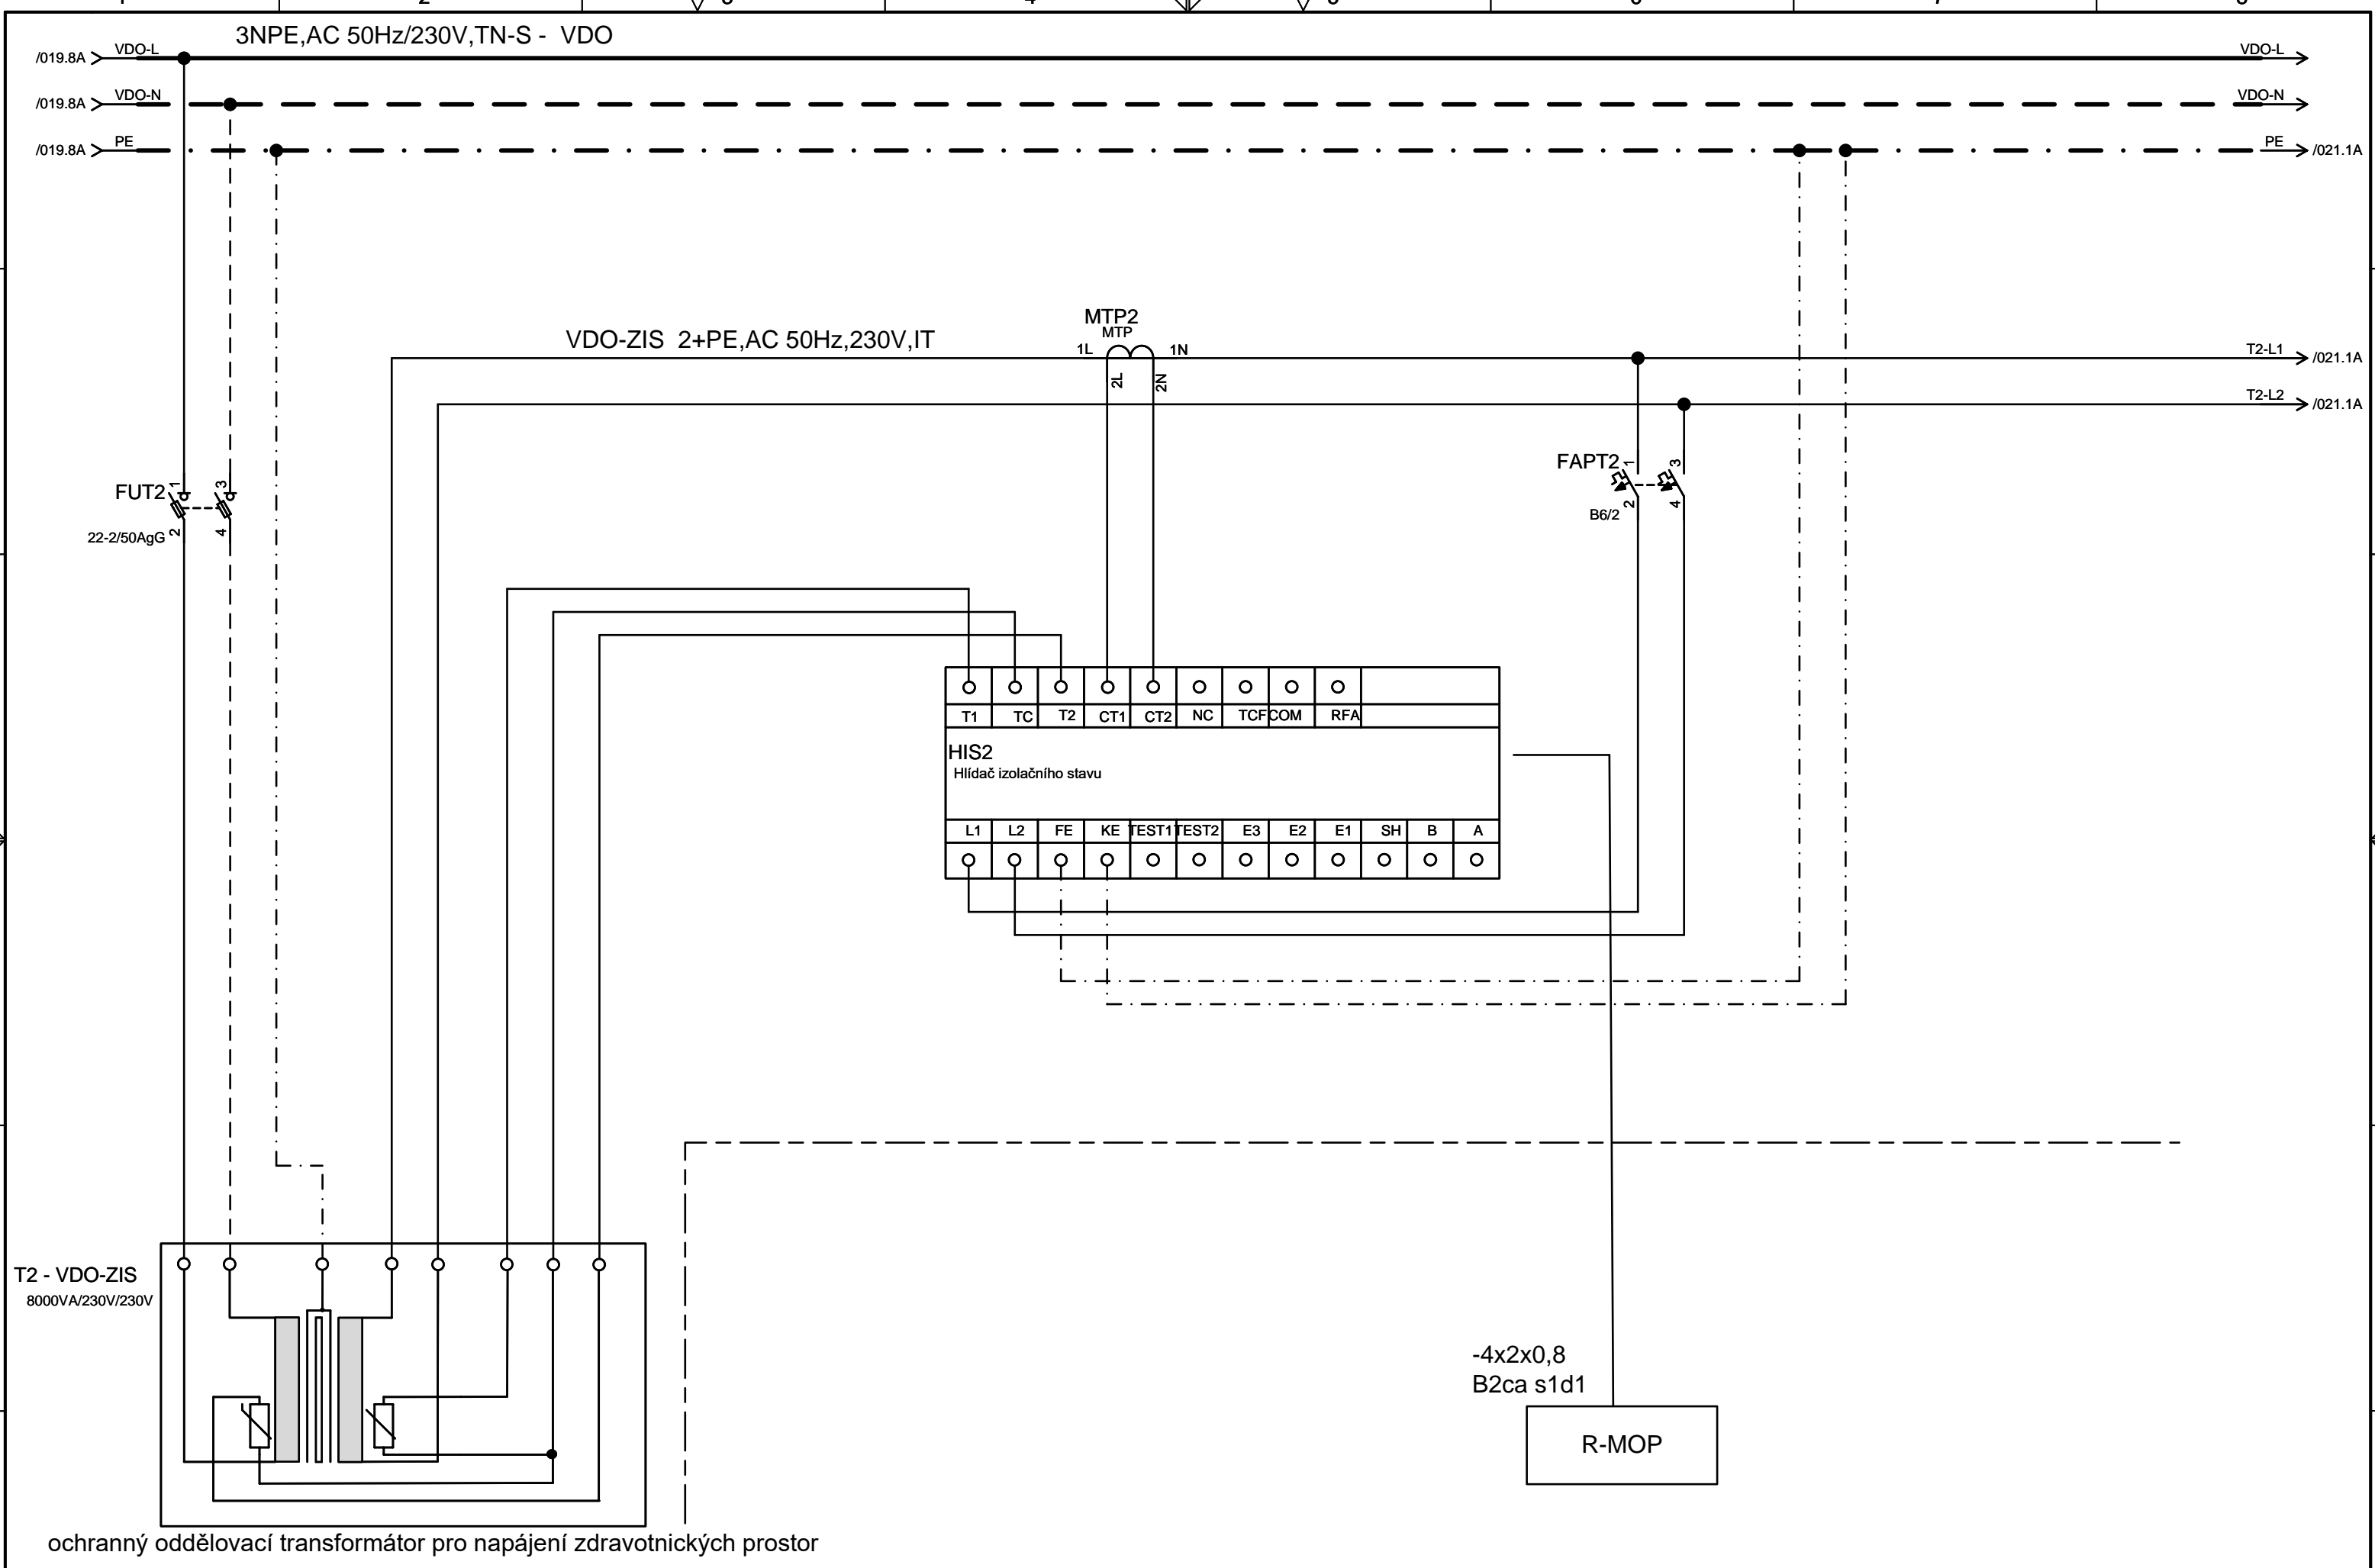 3NPE,AC 50Hz/230V,TN-S - VDO
/019.8A VDO-L VDO-L
/019.8A VDO-N VDO-N
/019.8A PE PE /021.1A
MTP2
MTP
VDO-ZIS 2+PE,AC 50Hz,230V,IT
1L 1N T2-L1 /021.1A
2L 2N
T2-L2 /021.1A
FAPT2 1 3
B6/2 2 4
FUT2 1 3
22-2/50AgG 2 4
T1 TC T2 CT1 CT2 NC TCF COM RFA
HIS2
Hlídač izolačního stavu
L1 L2 FE KE TEST1 TEST2 E3 E2 E1 SH B A
T2 - VDO-ZIS
8000VA/230V/230V
-4x2x0,8
B2ca s1d1
R-MOP
ochranný oddělovací transformátor pro napájení zdravotnických prostor